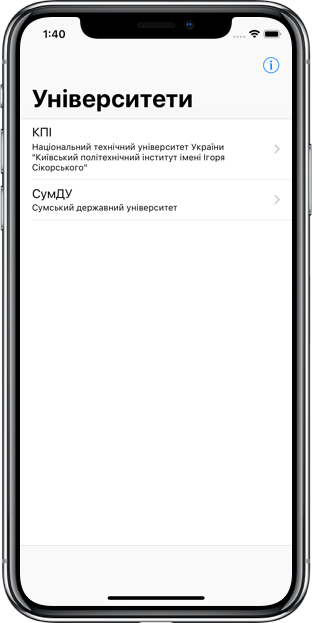 1:40
Університети
КПІ
Національний технічний університет України
"Київський політехнічний інститут імені Ігоря
Сікорського"
СумДУ
Сумський державний університет